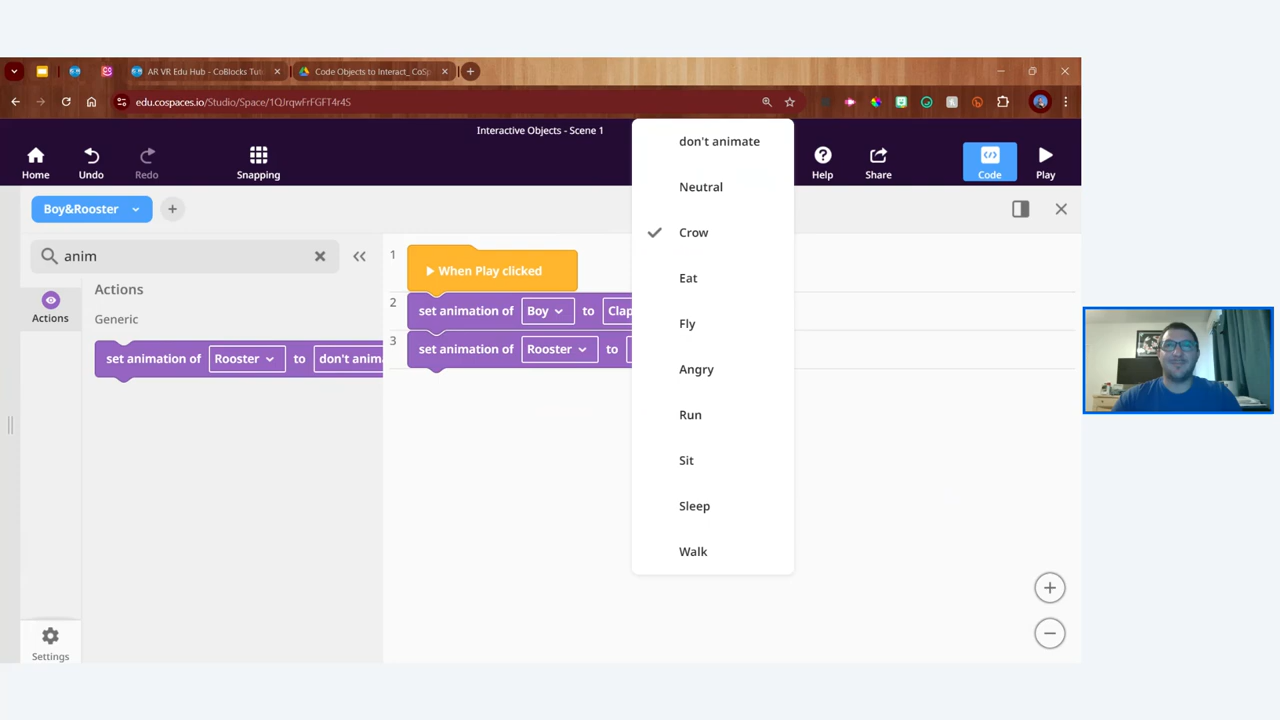 AR VR Edu Hub - CoBlocks Tut
Code Objects to Interact_ CoSp
edu.cospaces.io/Studio/Space/1QJrqwFrFGFT4r4S
Interactive Objects - Scene 1
Home
Undo
Redo
Snapping
Help
Share
Code
Play
Boy&Rooster
anim
Actions
Actions
Generic
set animation of Rooster to don't anima
1
When Play clicked
2
set animation of Boy to Clap
3
set animation of Rooster to
don't animate
Neutral
Crow
Eat
Fly
Angry
Run
Sit
Sleep
Walk
Settings